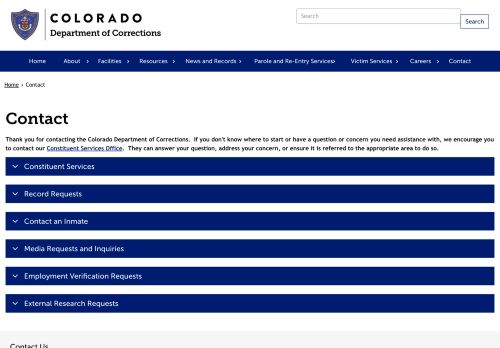 COLORADO
Department of Corrections
Search
Search
Home About Facilities Resources News and Records Parole and Re-Entry Services Victim Services Careers Contact
Home › Contact
Contact
Thank you for contacting the Colorado Department of Corrections. If you don't know where to start or have a question or concern you need assistance with, we encourage you
to contact our Constituent Services Office. They can answer your question, address your concern, or ensure it is referred to the appropriate area to do so.
Constituent Services
Record Requests
Contact an Inmate
Media Requests and Inquiries
Employment Verification Requests
External Research Requests
Contact Us